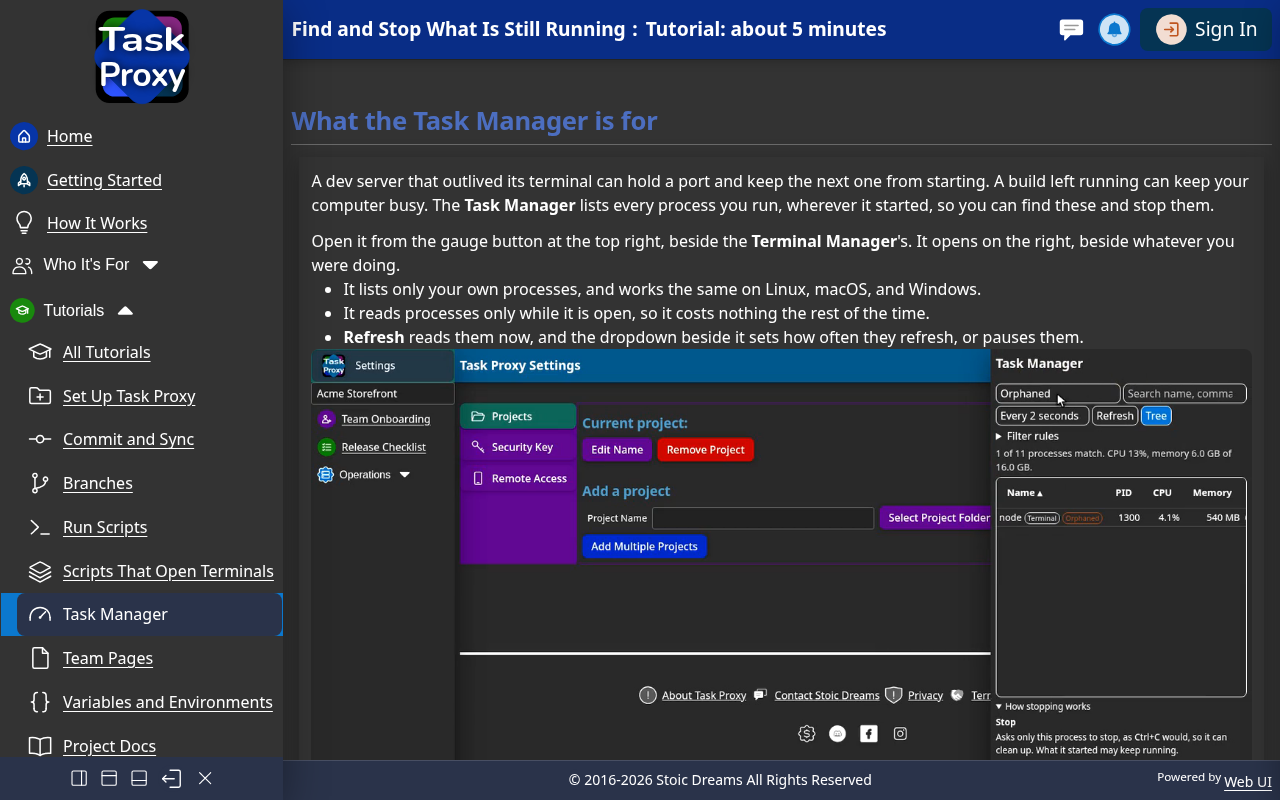 Task
Proxy
Home
Getting Started
How It Works
Who It's For
Tutorials
All Tutorials
Set Up Task Proxy
Commit and Sync
Branches
Run Scripts
Scripts That Open Terminals
Task Manager
Team Pages
Variables and Environments
Project Docs
Find and Stop What Is Still Running : Tutorial: about 5 minutes
Sign In
What the Task Manager is for
A dev server that outlived its terminal can hold a port and keep the next one from starting. A build left running can keep your
computer busy. The Task Manager lists every process you run, wherever it started, so you can find these and stop them.
Open it from the gauge button at the top right, beside the Terminal Manager's. It opens on the right, beside whatever you
were doing.
It lists only your own processes, and works the same on Linux, macOS, and Windows.
It reads processes only while it is open, so it costs nothing the rest of the time.
Refresh reads them now, and the dropdown beside it sets how often they refresh, or pauses them.
Task
Proxy
Settings
Acme Storefront
Team Onboarding
Release Checklist
Operations
Task Proxy Settings
Projects
Security Key
Remote Access
Current project:
Edit Name
Remove Project
Add a project
Project Name
Select Project Folder
Add Multiple Projects
About Task Proxy
Contact Stoic Dreams
Privacy
Terr
Task Manager
Orphaned
Search name, comma
Every 2 seconds
Refresh
Tree
Filter rules
1 of 11 processes match. CPU 13%, memory 6.0 GB of
16.0 GB.
Name PID CPU Memory
node Terminal Orphaned 1300 4.1% 540 MB
How stopping works
Stop
Asks only this process to stop, as Ctrl+C would, so it can
clean up. What it started may keep running.
© 2016-2026 Stoic Dreams All Rights Reserved
Powered by Web UI